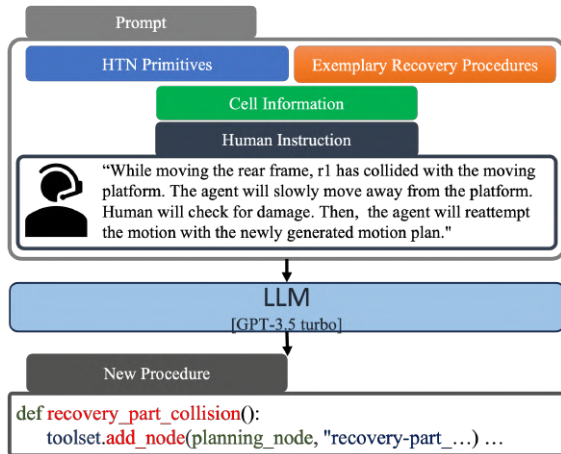 Prompt
HTN Primitives
Exemplary Recovery Procedures
Cell Information
Human Instruction
“While moving the rear frame, r1 has collided with the moving
platform. The agent will slowly move away from the platform.
Human will check for damage. Then,  the agent will reattempt
the motion with the newly generated motion plan."
LLM
[GPT-3.5 turbo]
New Procedure
def recovery_part_collision():
toolset.add_node(planning_node, "recovery-part_…) …